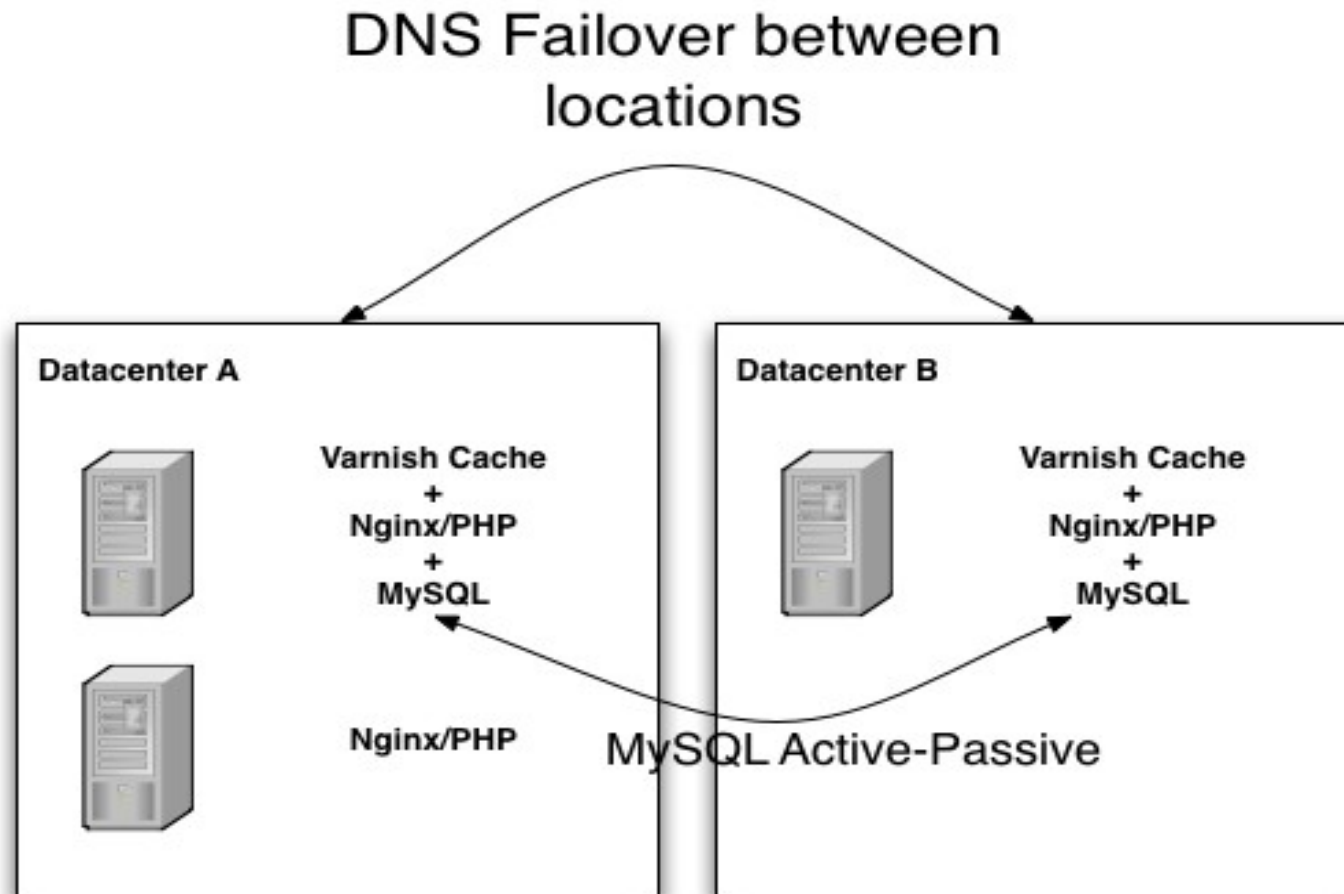 DNS Failover between
locations
Datacenter A
Varnish Cache
+
Nginx/PHP
+
MySQL
Nginx/PHP
Datacenter B
Varnish Cache
+
Nginx/PHP
+
MySQL
MySQL Active-Passive